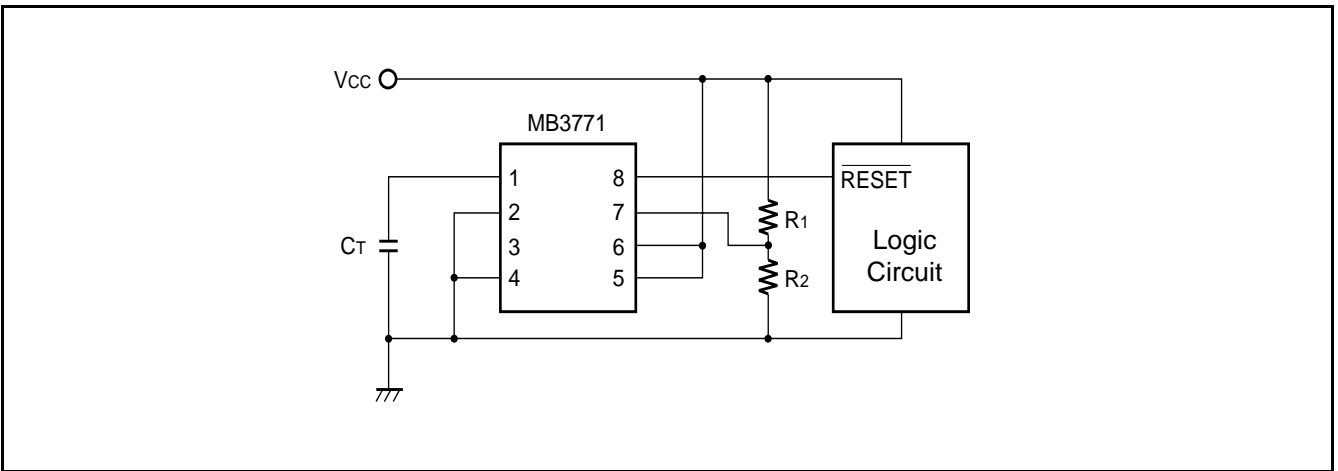 VCC
MB3771
1 8
2 7
3 6
4 5
CT
R1
R2
RESET
Logic
Circuit